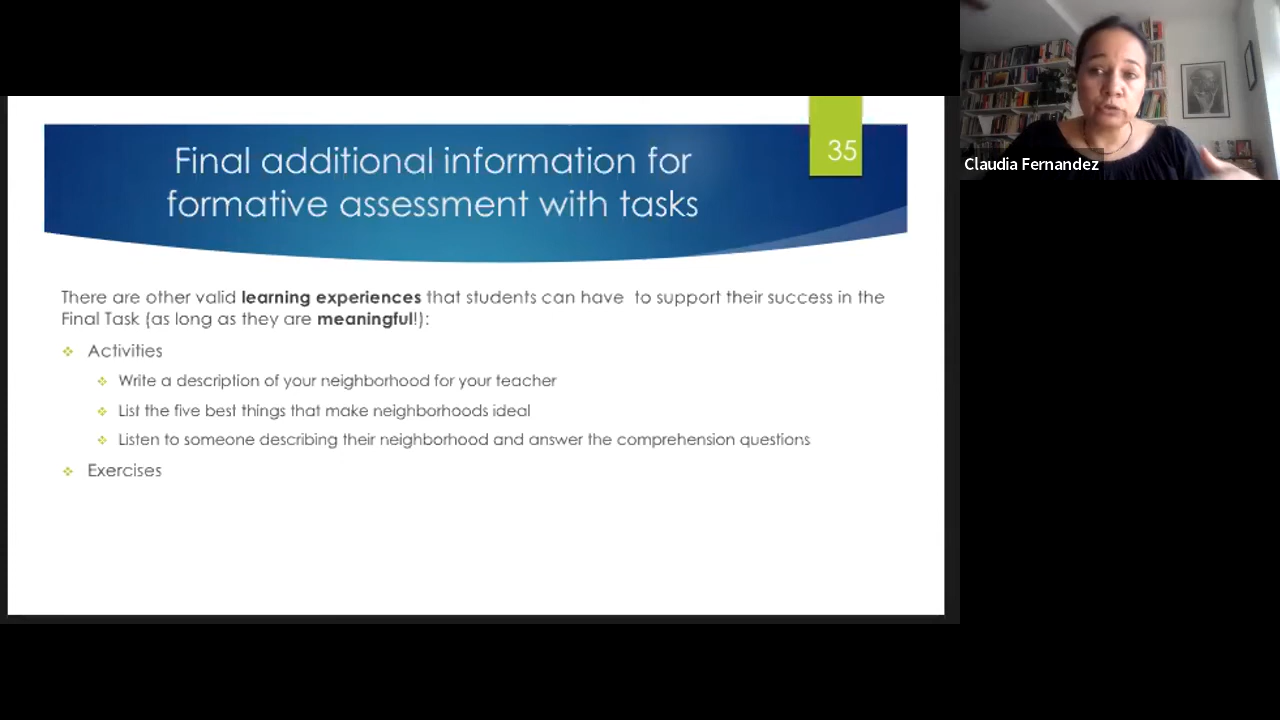 Final additional information for
formative assessment with tasks
35
Claudia Fernandez
There are other valid learning experiences that students can have to support their success in the
Final Task (as long as they are meaningful!):
Activities
Write a description of your neighborhood for your teacher
List the five best things that make neighborhoods ideal
Listen to someone describing their neighborhood and answer the comprehension questions
Exercises